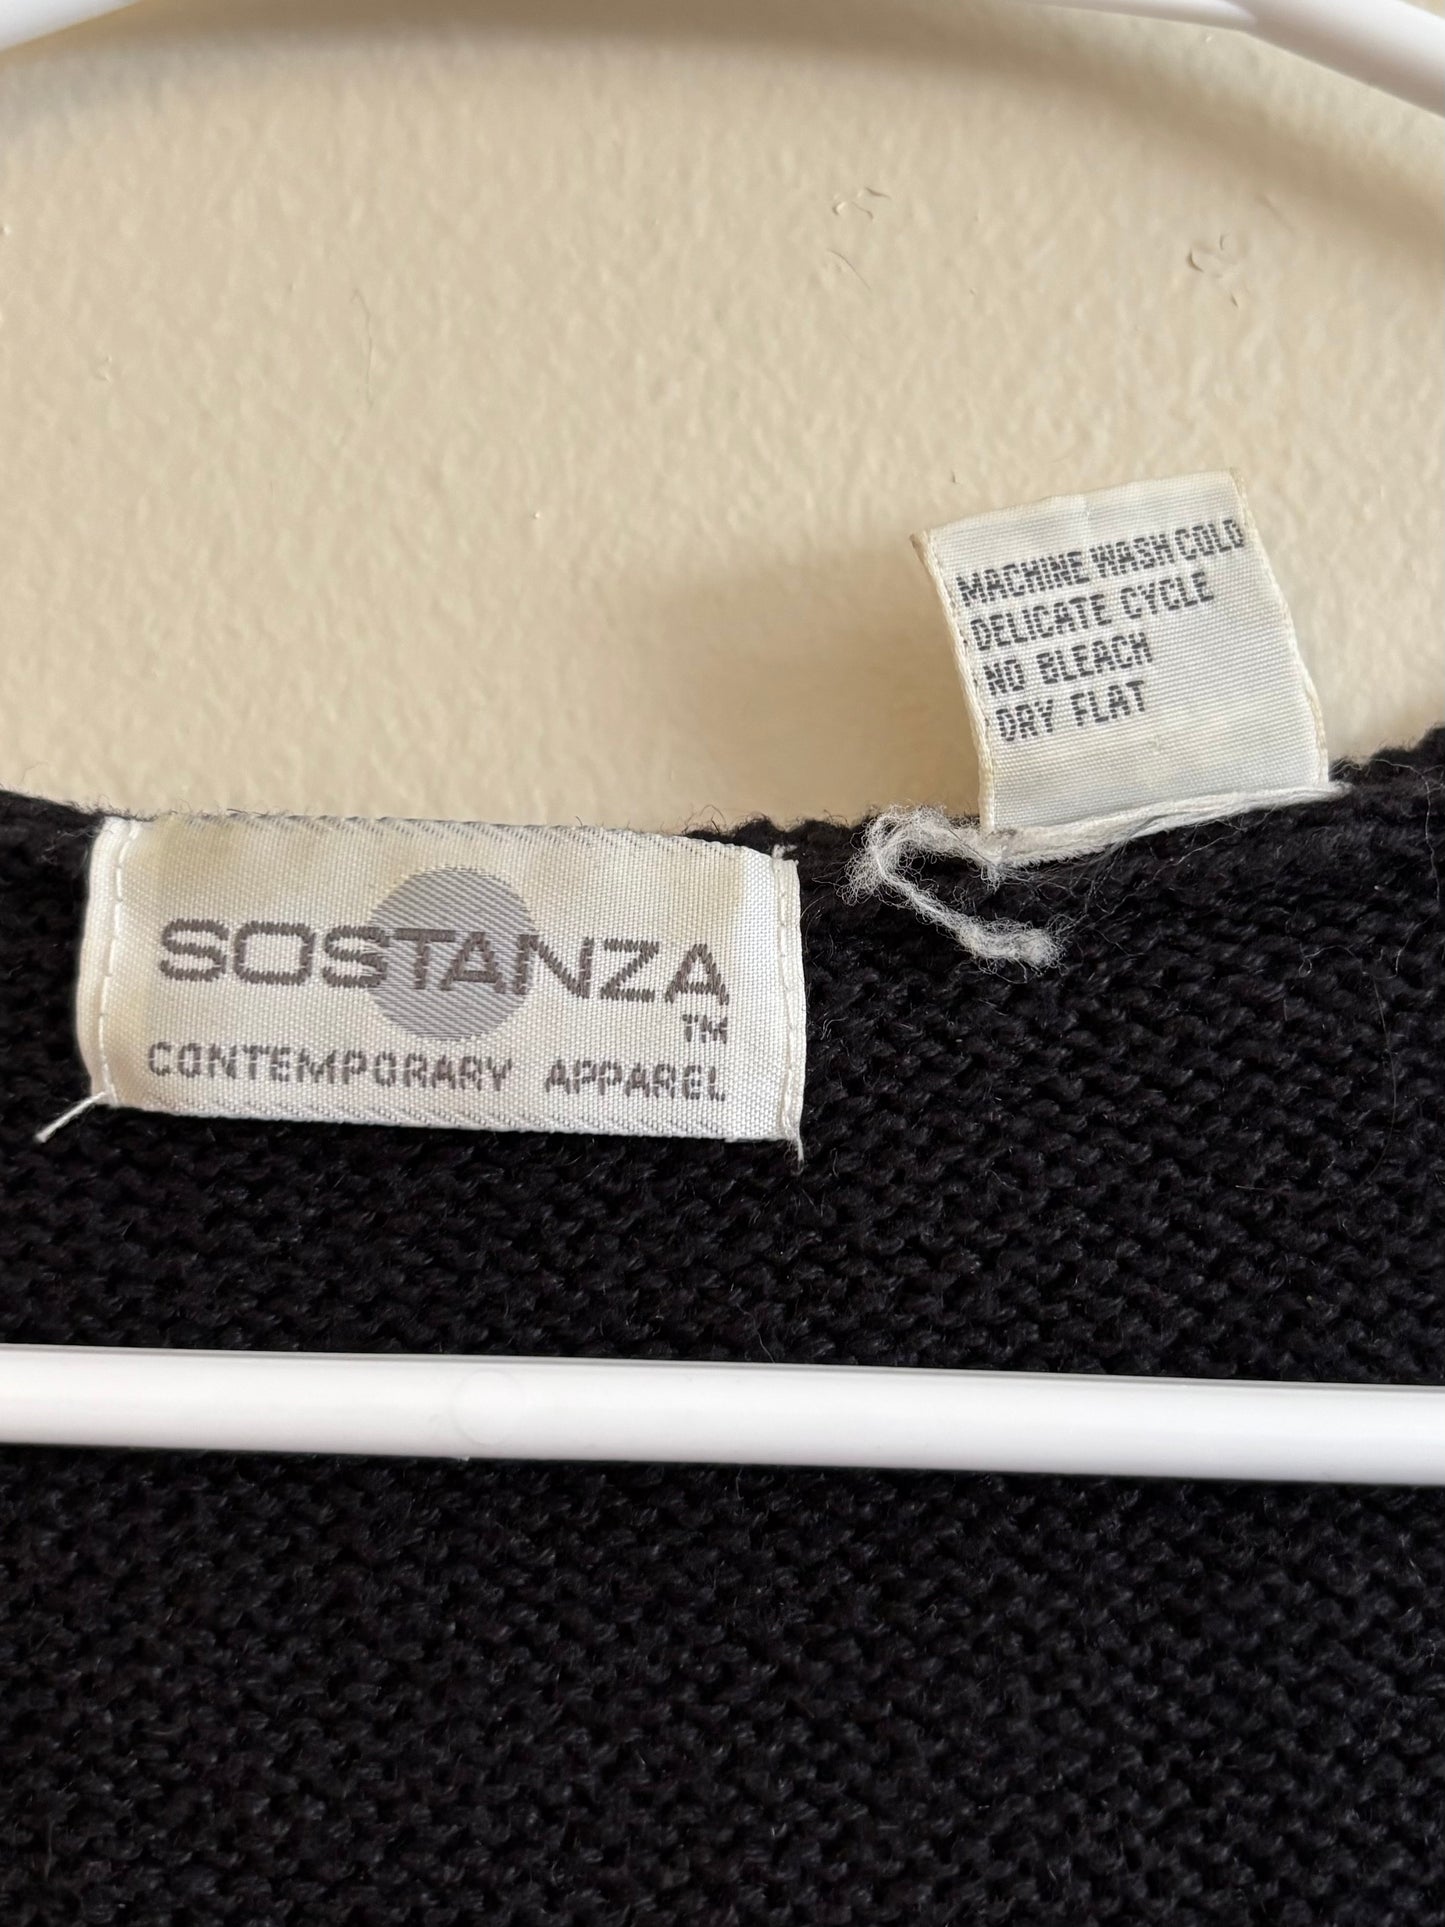 MACHINE WASH COLD
DELICATE CYCLE
NO BLEACH
DRY FLAT
SOSTANZA
TM
CONTEMPORARY APPAREL